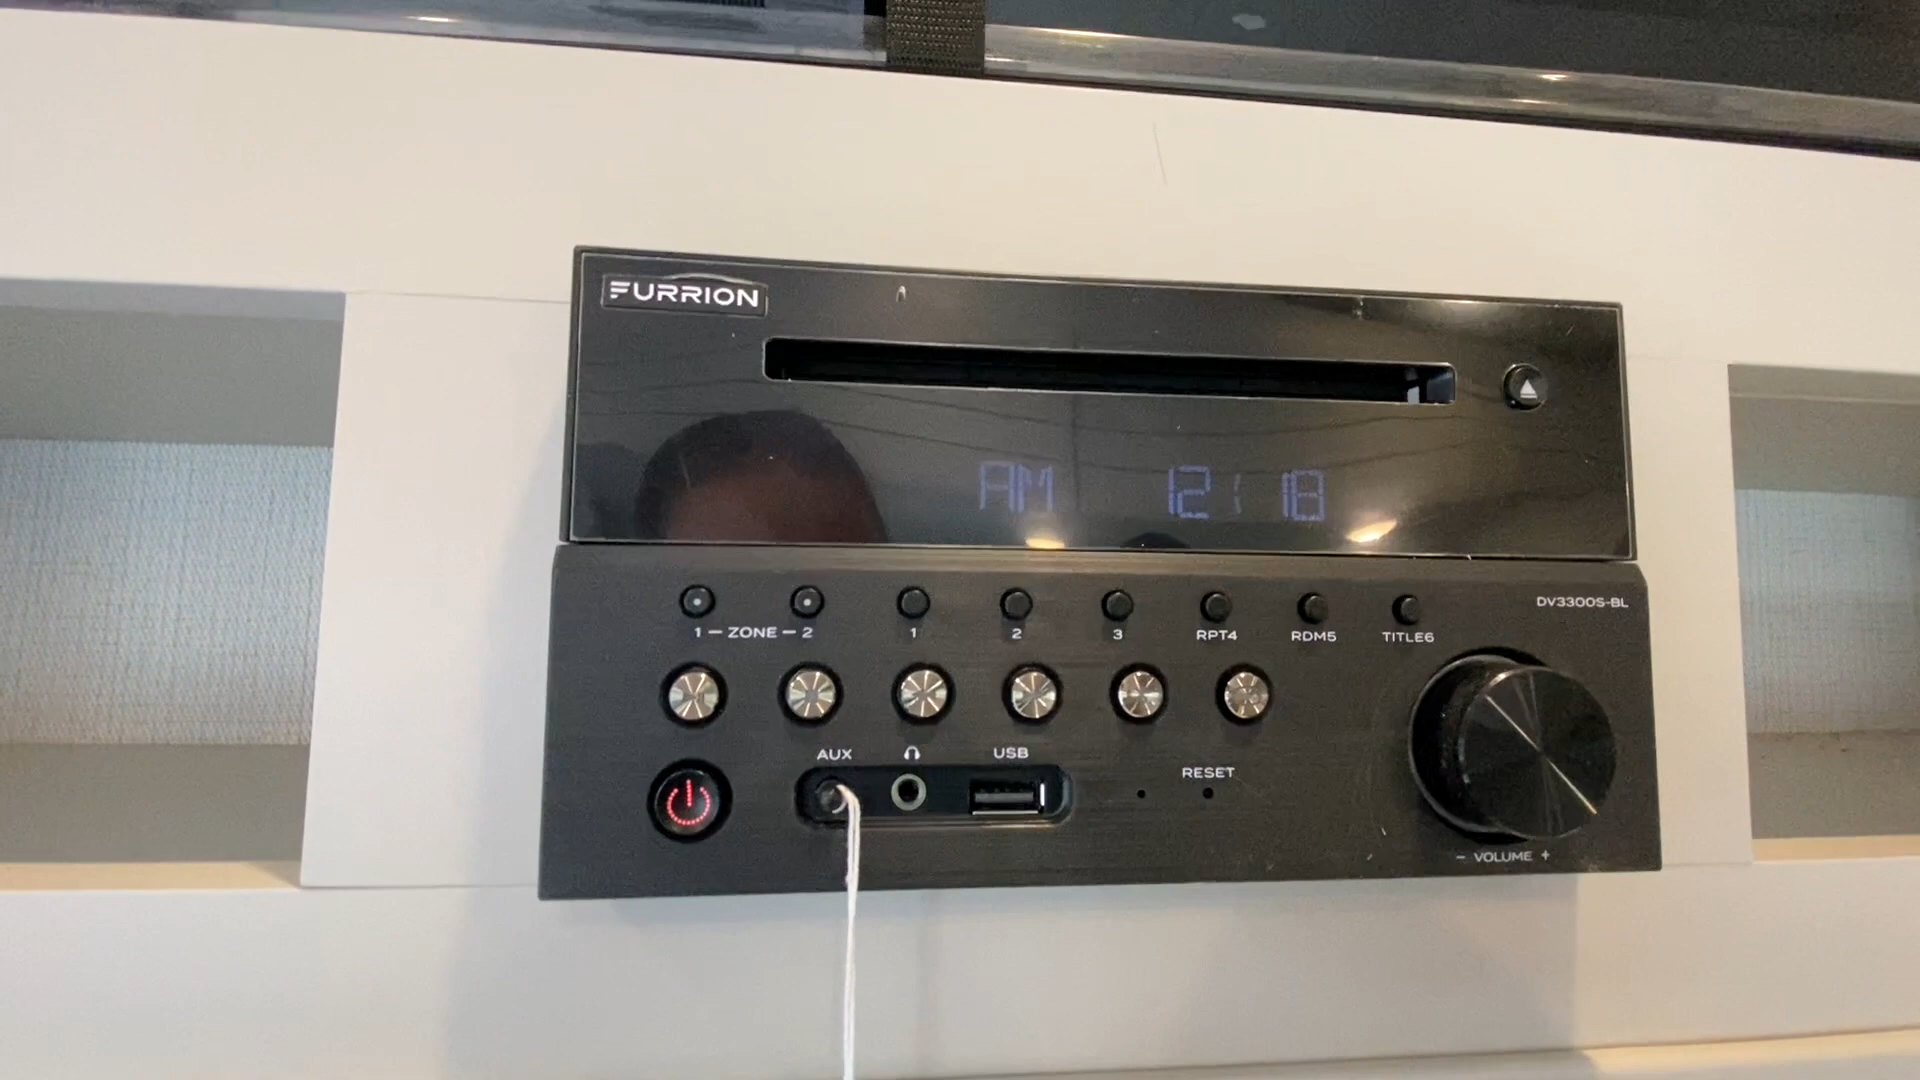 FURRION
AM 12:18
DV3300S-BL
1 — ZONE — 2 1 2 3 RPT4 RDM5 TITLE6
AUX USB
RESET
- VOLUME +